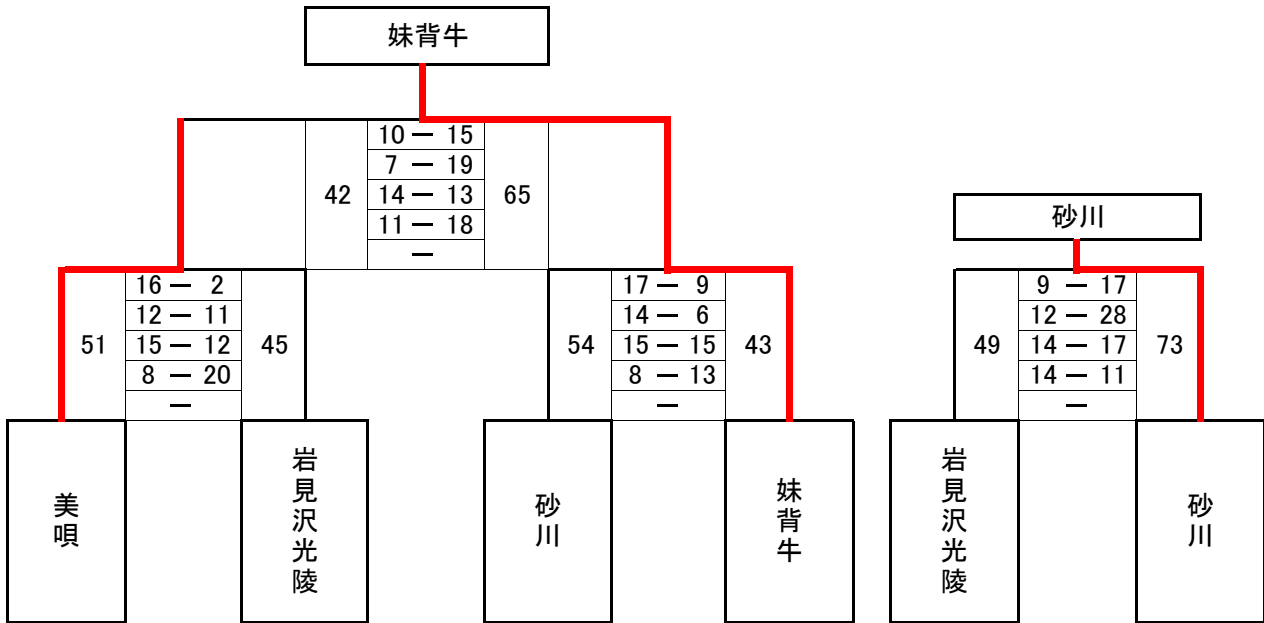 妹背牛
10 ー 15
7 ー 19
42 14 ー 13 65
11 ー 18
ー
砂川
16 ー 2
12 ー 11
51 15 ー 12 45
8 ー 20
ー
17 ー 9
14 ー 6
54 15 ー 15 43
8 ー 13
ー
9 ー 17
12 ー 28
49 14 ー 17 73
14 ー 11
ー
美唄
岩見沢光陵
砂川
妹背牛
岩見沢光陵
砂川